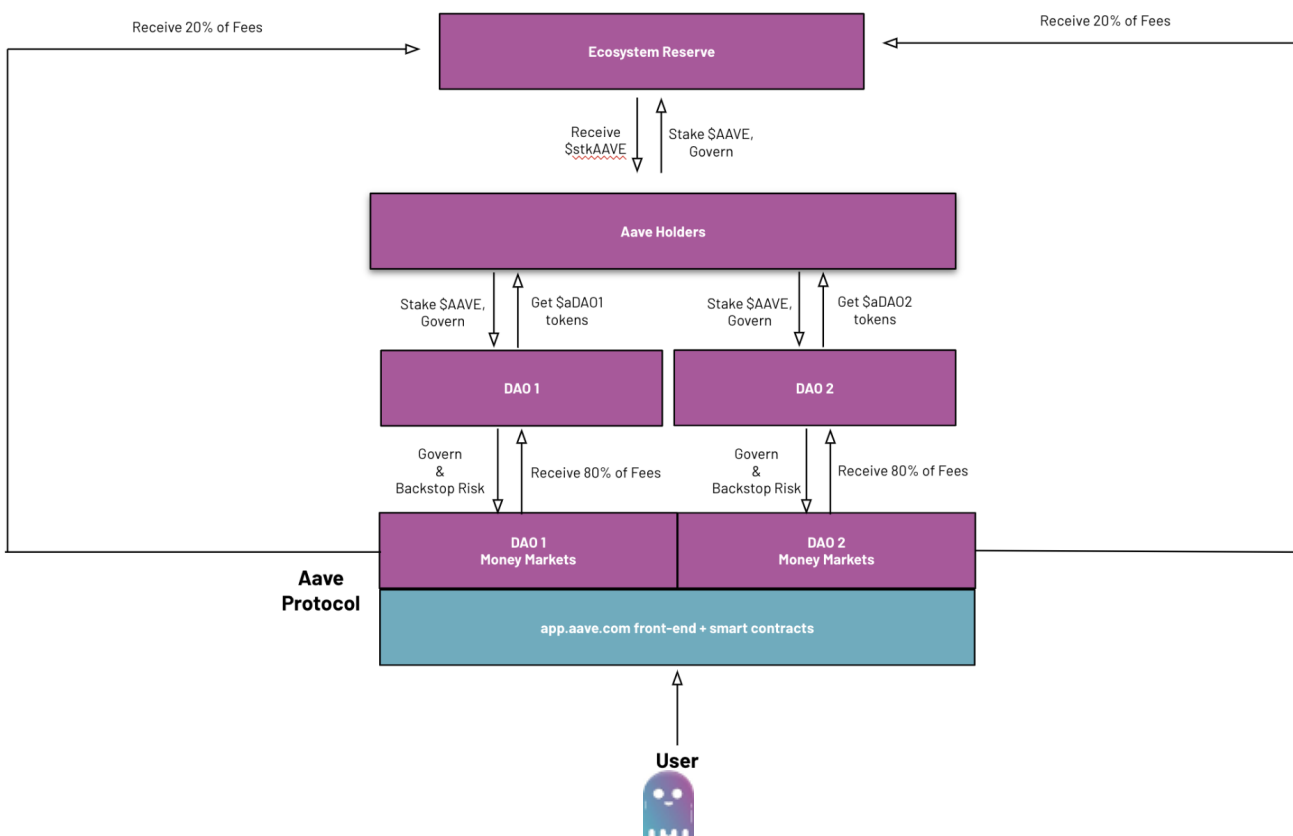 Receive 20% of Fees
Receive 20% of Fees
Ecosystem Reserve
Receive
$stkAAVE
Stake $AAVE,
Govern
Aave Holders
Stake $AAVE,
Govern
Get $aDAO1
tokens
Stake $AAVE,
Govern
Get $aDAO2
tokens
DAO 1
DAO 2
Govern
&
Backstop Risk
Receive 80% of Fees
Govern
&
Backstop Risk
Receive 80% of Fees
DAO 1
Money Markets
DAO 2
Money Markets
Aave
Protocol
app.aave.com front-end + smart contracts
User